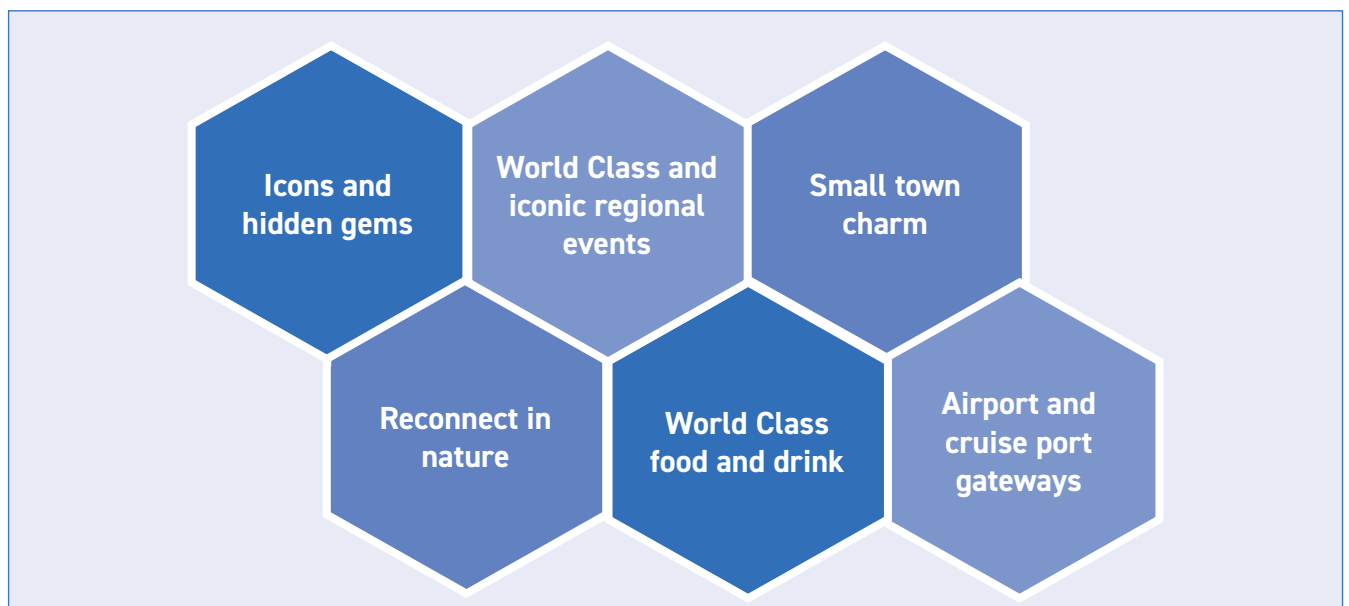 Icons and
hidden gems
World Class and
iconic regional
events
Small town
charm
Reconnect in
nature
World Class
food and drink
Airport and
cruise port
gateways